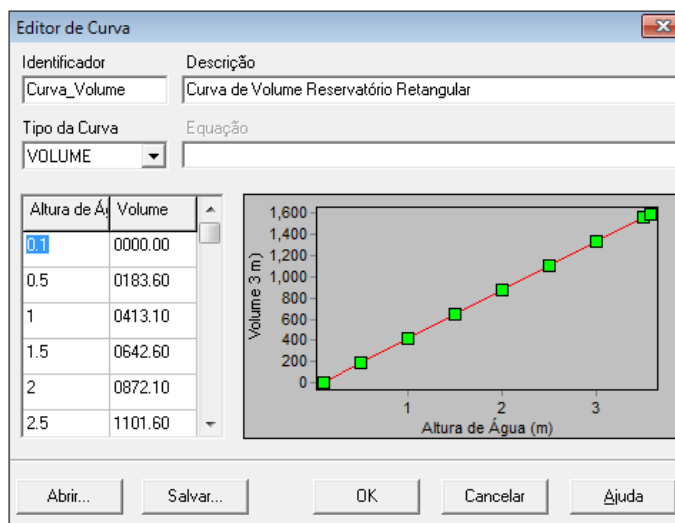 Editor de Curva
Identificador Descrição
Curva_Volume Curva de Volume Reservatório Retangular
Tipo da Curva Equação
VOLUME
Altura de Á Volume
0.1 0000.00
0.5 0183.60
1 0413.10
1.5 0642.60
2 0872.10
2.5 1101.60
Volume 3 m)
1,600
1,400
1,200
1,000
800
600
400
200
0
1 2 3
Altura de Água (m)
Abrir... Salvar... OK Cancelar Ajuda